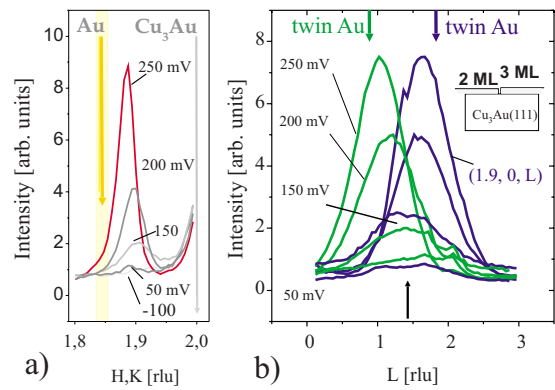 Au
Cu3Au
10
8
6
4
2
0
Intensity [arb. units]
250 mV
200 mV
150
50 mV
-100
1,8
1,9
2,0
H,K [rlu]
a)
twin Au
twin Au
8
6
4
2
0
Intensity [arb. units]
250 mV
200 mV
150 mV
50 mV
2 ML
3 ML
Cu3Au(111)
(1.9, 0, L)
0
1
2
3
L [rlu]
b)